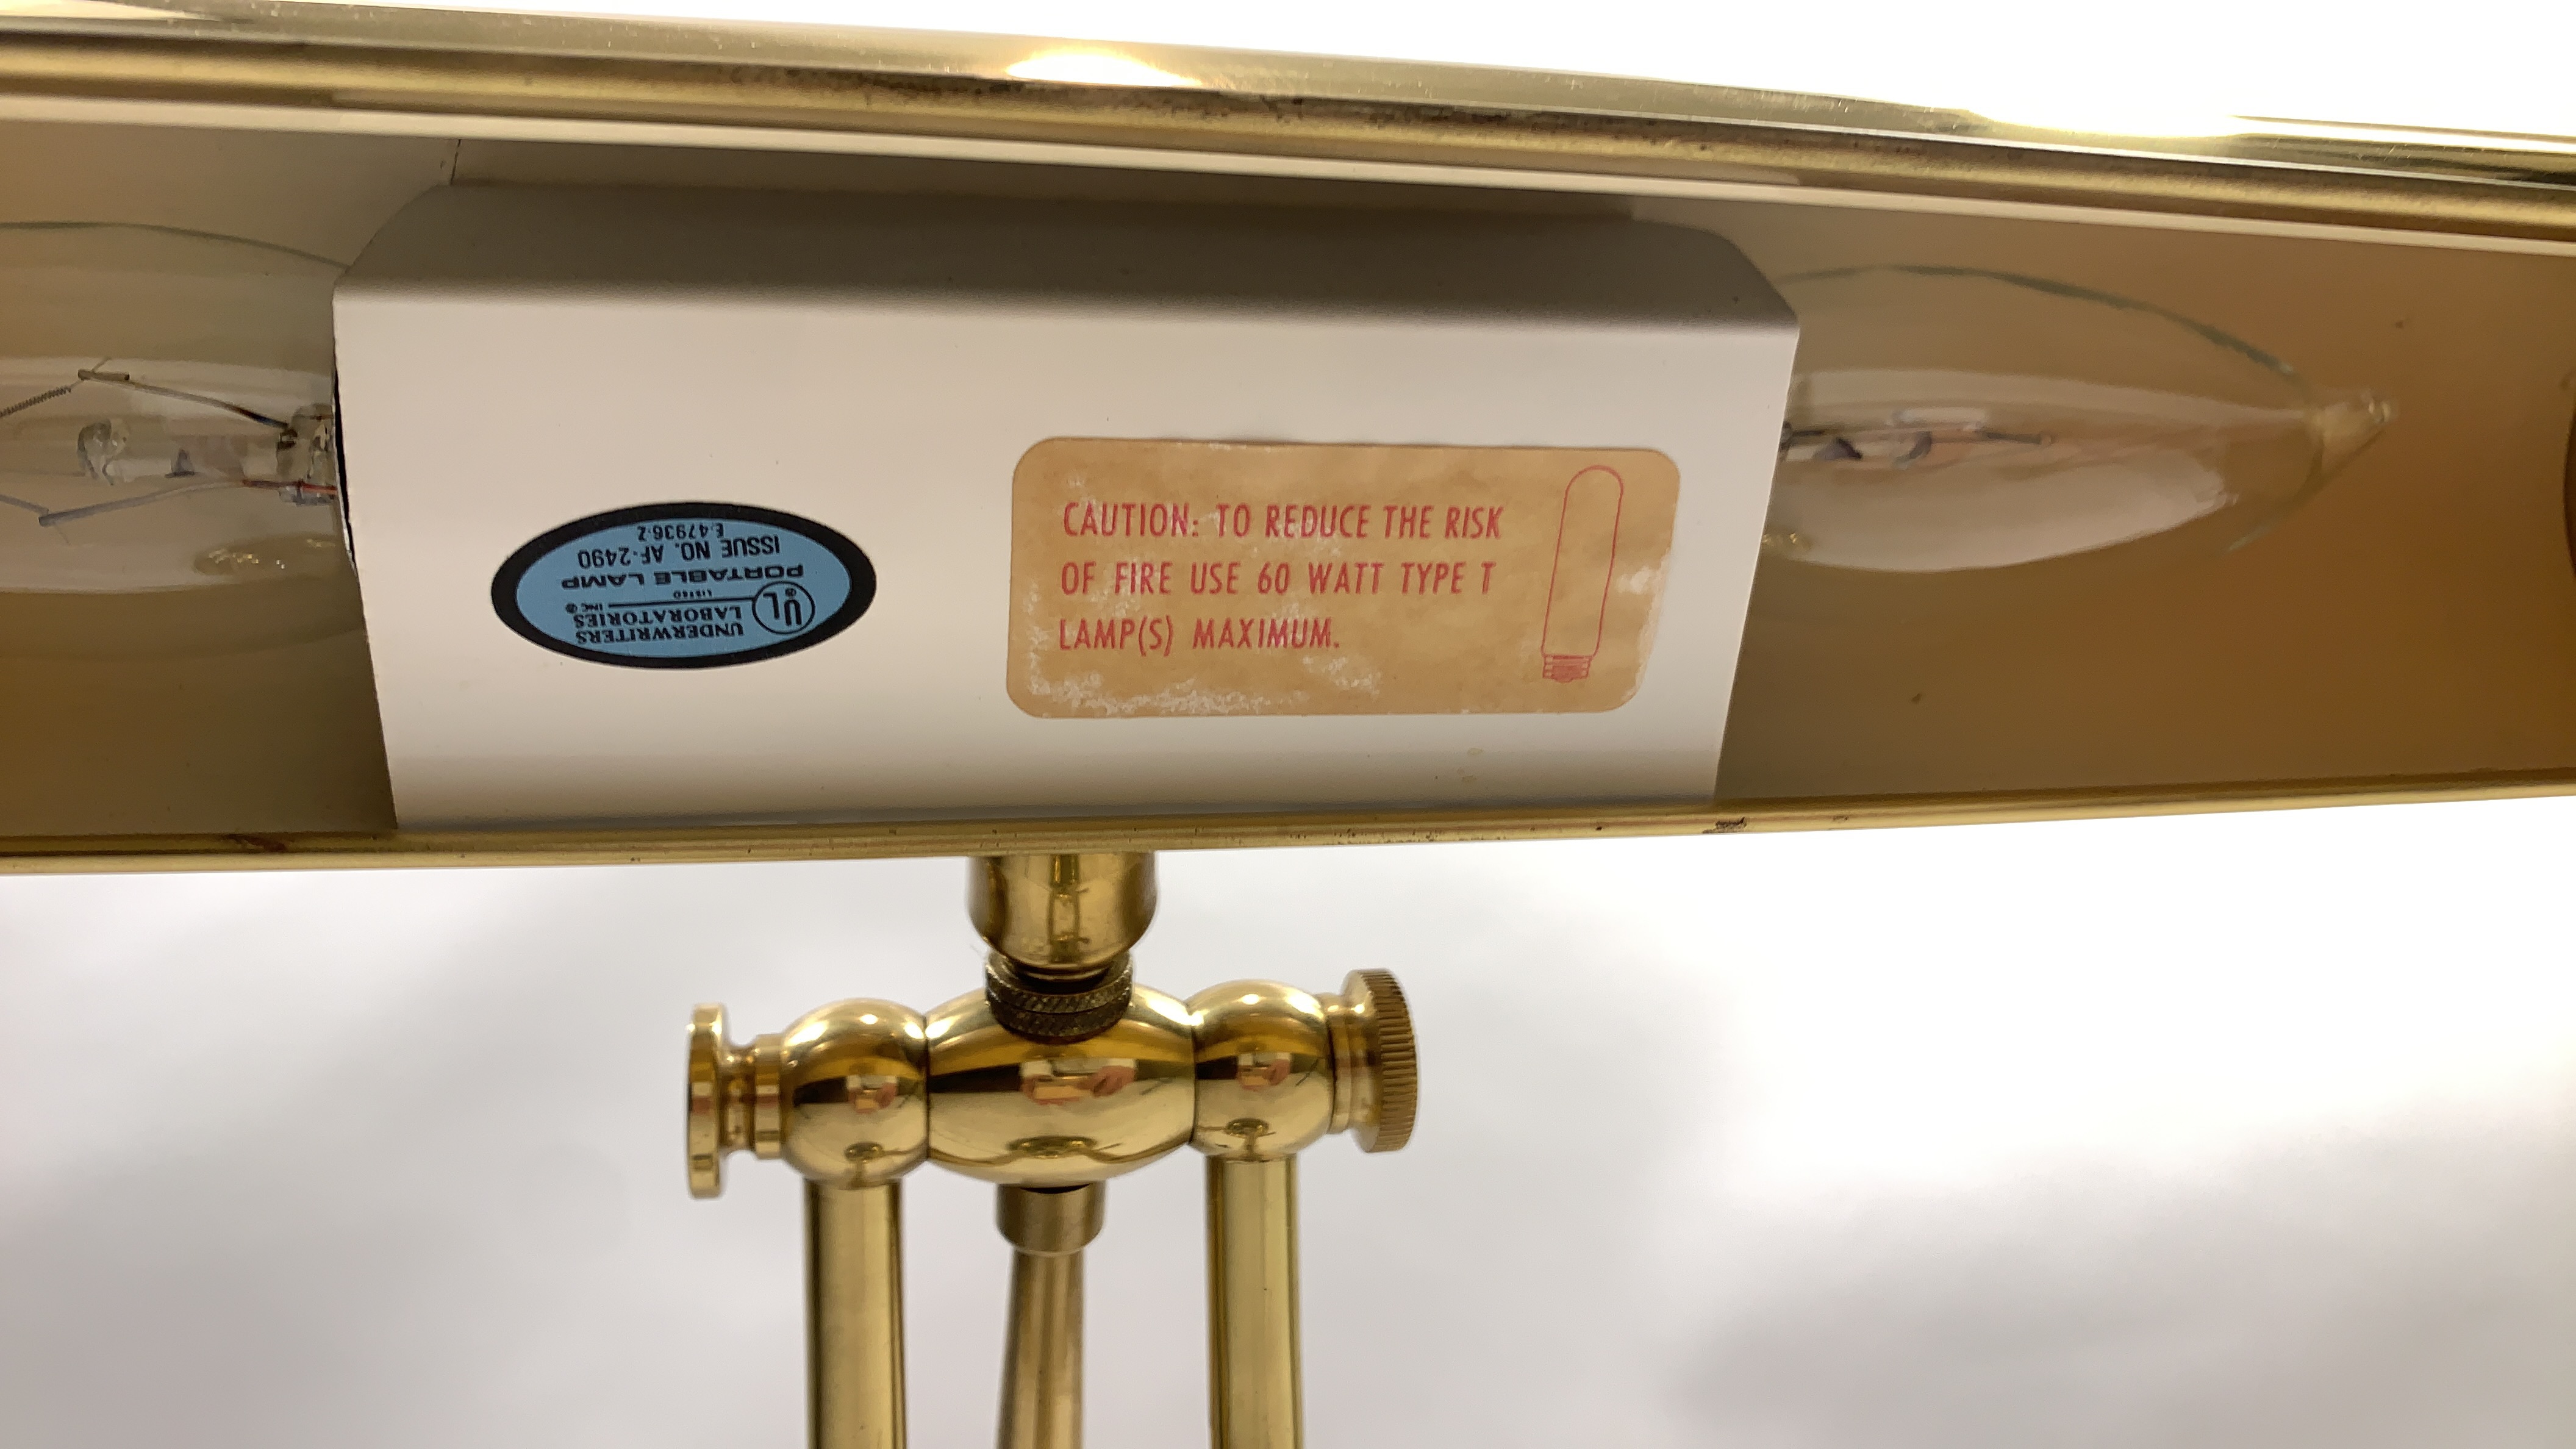 UNDERWRITERS
LABORATORIES
INC.®
UL ®
LISTED
PORTABLE LAMP
ISSUE NO. AF-2490
E-47936-Z
CAUTION: TO REDUCE THE RISK
OF FIRE USE 60 WATT TYPE T
LAMP(S) MAXIMUM.